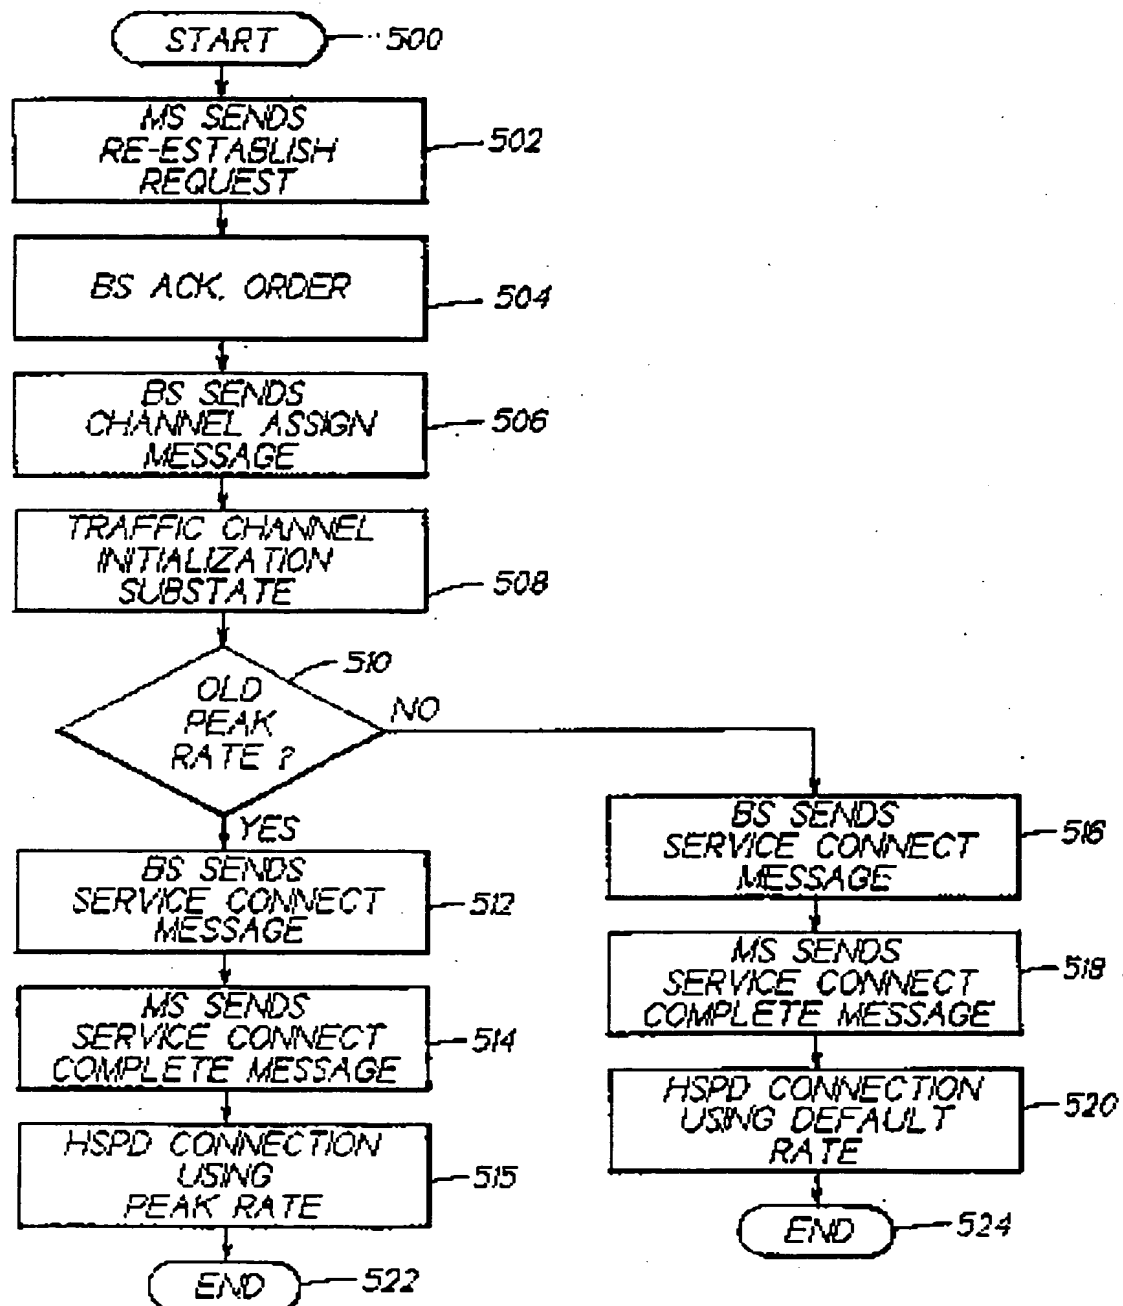 START
500
MS SENDS
RE-ESTABLISH
REQUEST
502
BS ACK. ORDER
504
BS SENDS
CHANNEL ASSIGN
MESSAGE
506
TRAFFIC CHANNEL
INITIALIZATION
SUBSTATE
508
OLD
PEAK
RATE ?
510
NO
YES
BS SENDS
SERVICE CONNECT
MESSAGE
512
MS SENDS
SERVICE CONNECT
COMPLETE MESSAGE
514
HSPD CONNECTION
USING
PEAK RATE
515
END
522
BS SENDS
SERVICE CONNECT
MESSAGE
516
MS SENDS
SERVICE CONNECT
COMPLETE MESSAGE
518
HSPD CONNECTION
USING DEFAULT
RATE
520
END
524